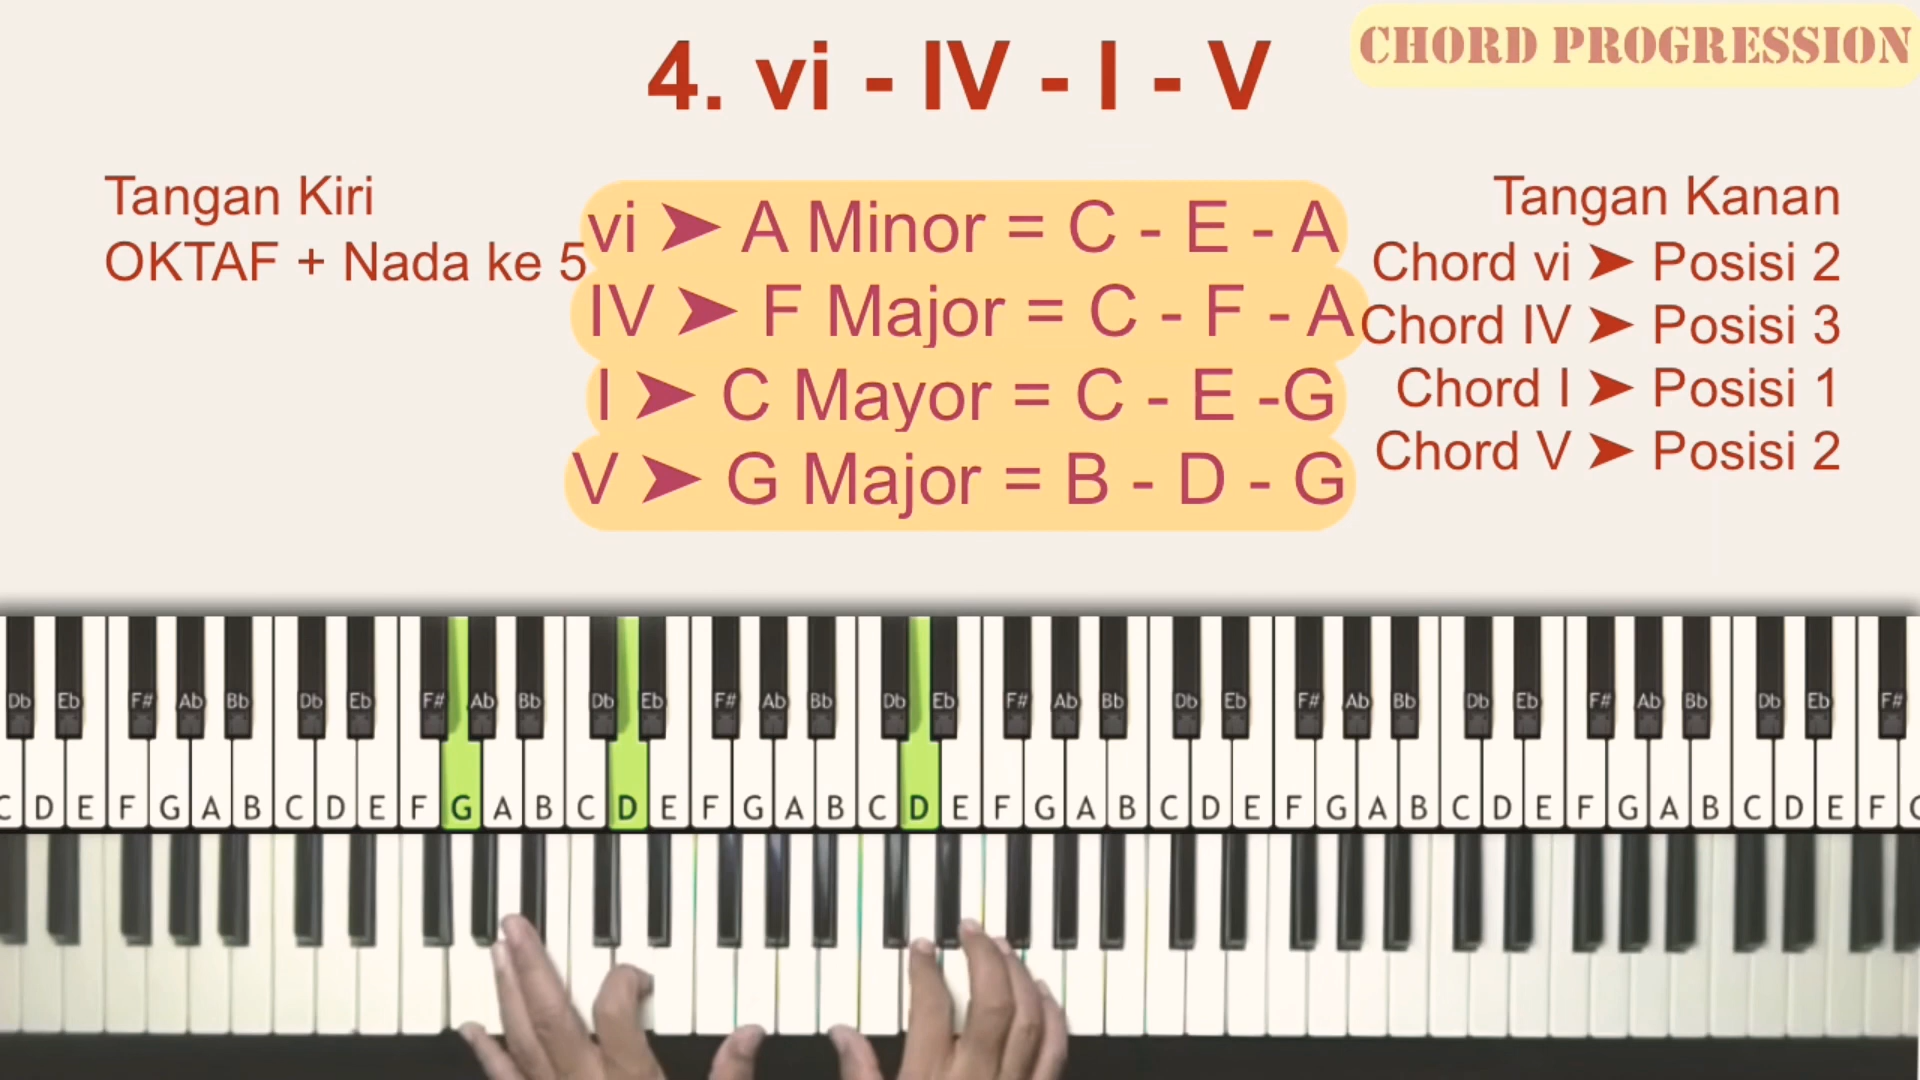 CHORD PROGRESSION
4. vi - IV - I - V
Tangan Kiri
OKTAF + Nada ke 5
vi ➤ A Minor = C - E - A
IV ➤ F Major = C - F - A
I ➤ C Mayor = C - E -G
V ➤ G Major = B - D - G
Tangan Kanan
Chord vi ➤ Posisi 2
Chord IV ➤ Posisi 3
Chord I ➤ Posisi 1
Chord V ➤ Posisi 2
Db Eb F# Ab Bb Db Eb F# Ab Bb Db Eb F# Ab Bb Db Eb F# Ab Bb Db Eb F# Ab Bb Db Eb F# Ab Bb Db Eb F#
C D E F G A B C D E F G A B C D E F G A B C D E F G A B C D E F G A B C D E F G A B C D E F G